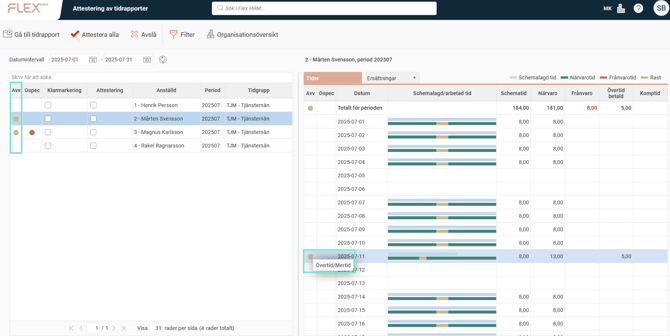 FLEX HRM
Attestering av tidrapporter
Sök i Flex HRM...
MK
SB
Gå till tidrapport
Attestera alla
Avslå
Filter
Organisationsöversikt
Datumintervall 2025-07-01 - 2025-07-31
2 - Mårten Svensson, period 202507
Skriv för att söka
Avv Ospec Klarmarkering Attestering Anställd Period Tidgrupp
1 - Henrik Persson 202507 TJM - Tjänstemän
2 - Mårten Svensson 202507 TJM - Tjänstemän
3 - Magnus Karlsson 202507 TJM - Tjänstemän
4 - Rakel Ragnarsson 202507 TJM - Tjänstemän
1 / 1 Visa 31 rader per sida (4 rader totalt)
Tider Ersättningar
Schemalagd tid Närvarotid Frånvarotid Rast
Avv Ospec Datum Schemalagd/arbetad tid Schematid Närvaro Frånvaro Övertid betald Komptid
Totalt för perioden 184,00 181,00 8,00 5,00
2025-07-01 8,00 8,00
2025-07-02 8,00 8,00
2025-07-03 8,00 8,00
2025-07-04 8,00 8,00
2025-07-05
2025-07-06
2025-07-07 8,00 8,00
2025-07-08 8,00 8,00
2025-07-09 8,00 8,00
2025-07-10 8,00 8,00
2025-07-11 8,00 13,00 5,00
Övertid/Mertid
2025-07-12
2025-07-13
2025-07-14 8,00 8,00
2025-07-15 8,00 8,00
2025-07-16 8,00 8,00